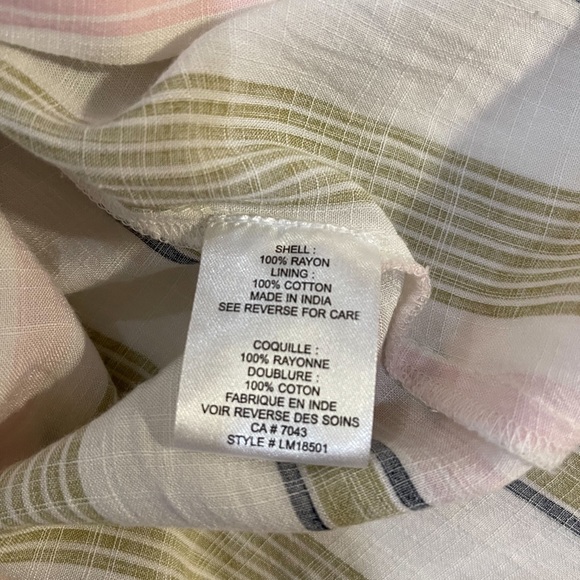 SHELL :
100% RAYON
LINING :
100% COTTON
MADE IN INDIA
SEE REVERSE FOR CARE
COQUILLE :
100% RAYONNE
DOUBLURE :
100% COTON
FABRIQUE EN INDE
VOIR REVERSE DES SOINS
CA # 7043
STYLE # LM18501